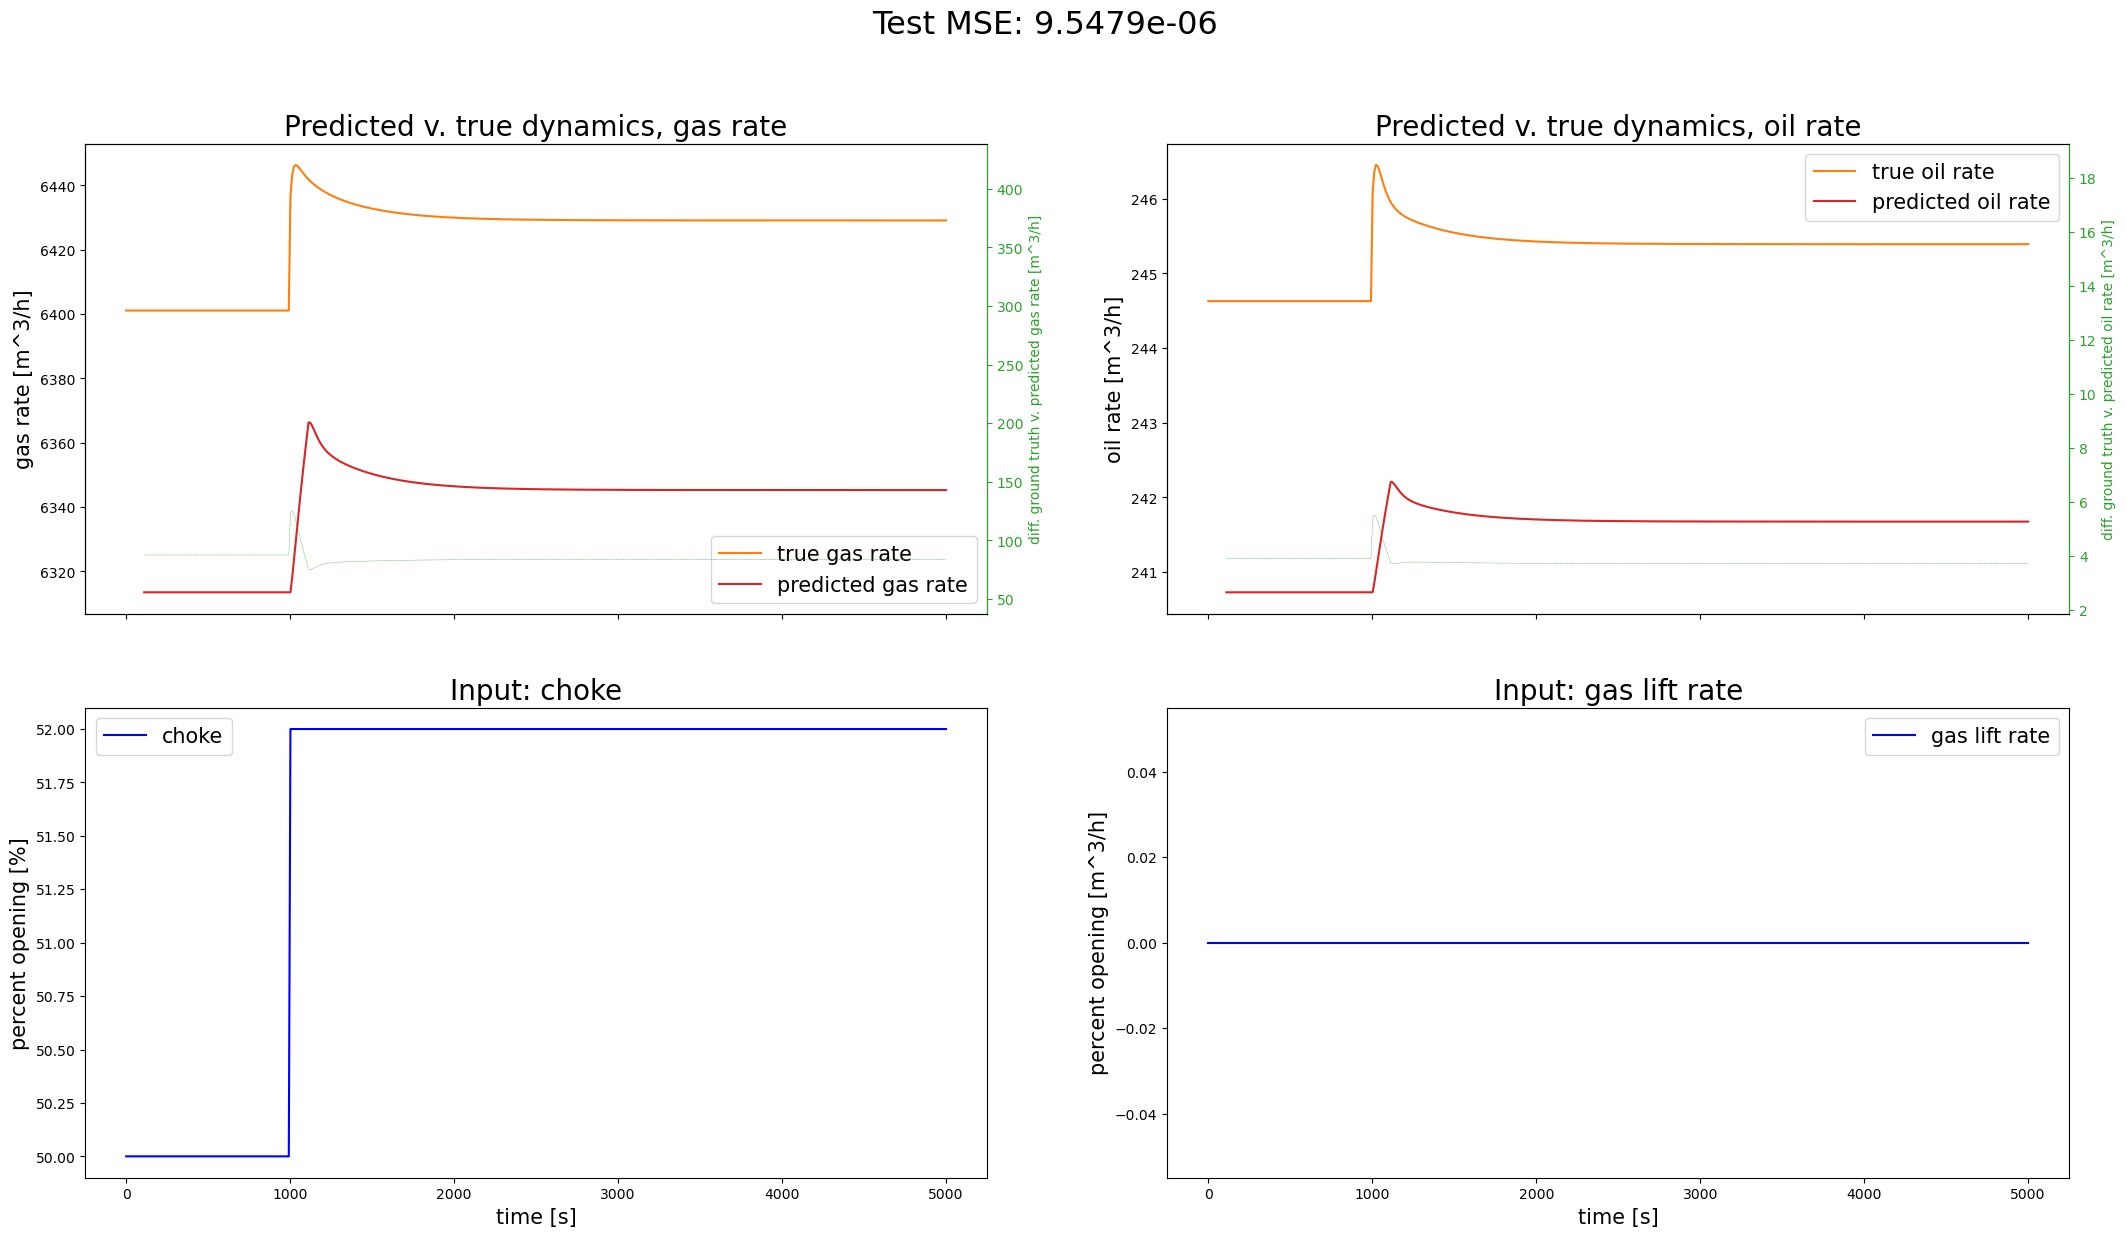 Test MSE: 9.5479e-06
Predicted v. true dynamics, gas rate
gas rate [m^3/h]
6440
6420
6400
6380
6360
6340
6320
400
350
300
250
200
150
100
50
diff. ground truth v. predicted gas rate [m^3/h]
true gas rate
predicted gas rate
Predicted v. true dynamics, oil rate
oil rate [m^3/h]
246
245
244
243
242
241
18
16
14
12
10
8
6
4
2
diff. ground truth v. predicted oil rate [m^3/h]
true oil rate
predicted oil rate
Input: choke
percent opening [%]
52.00
51.75
51.50
51.25
51.00
50.75
50.50
50.25
50.00
choke
0 1000 2000 3000 4000 5000
time [s]
Input: gas lift rate
percent opening [m^3/h]
0.04
0.02
0.00
−0.02
−0.04
gas lift rate
0 1000 2000 3000 4000 5000
time [s]